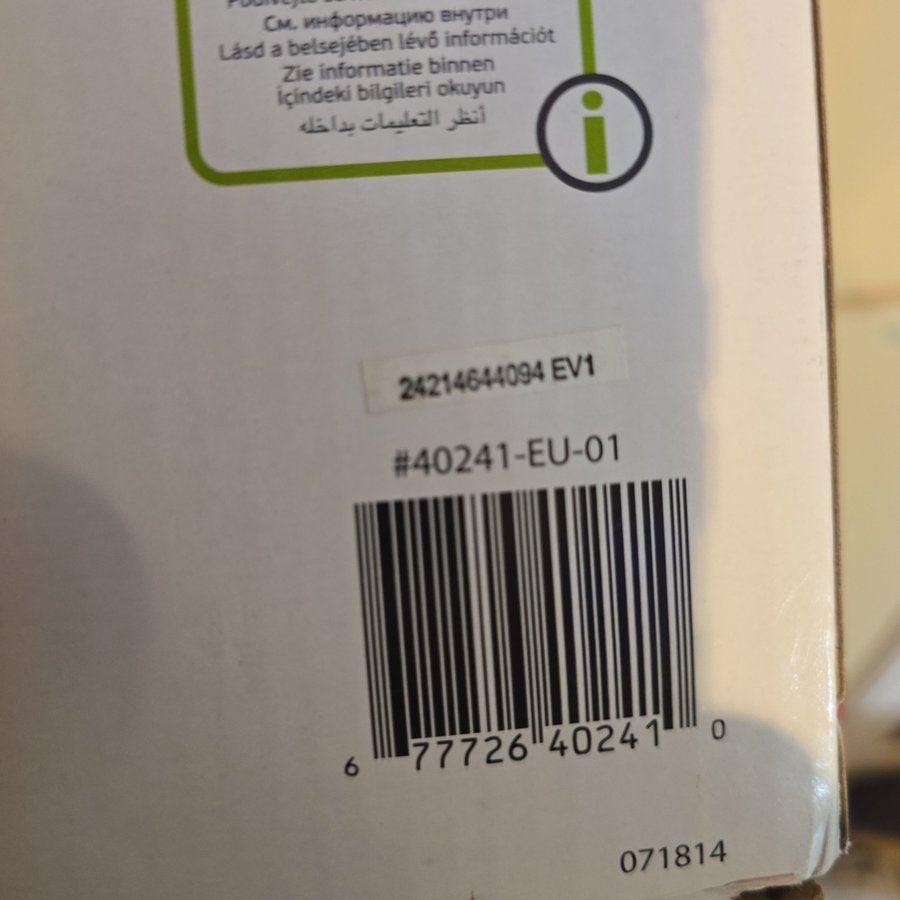 См. информацию внутри
Lásd a belsejében lévő információt
Zie informatie binnen
İçindeki bilgileri okuyun
أنظر التعليمات بداخله
i
24214644094 EV1
#40241-EU-01
6 77726 40241 0
071814